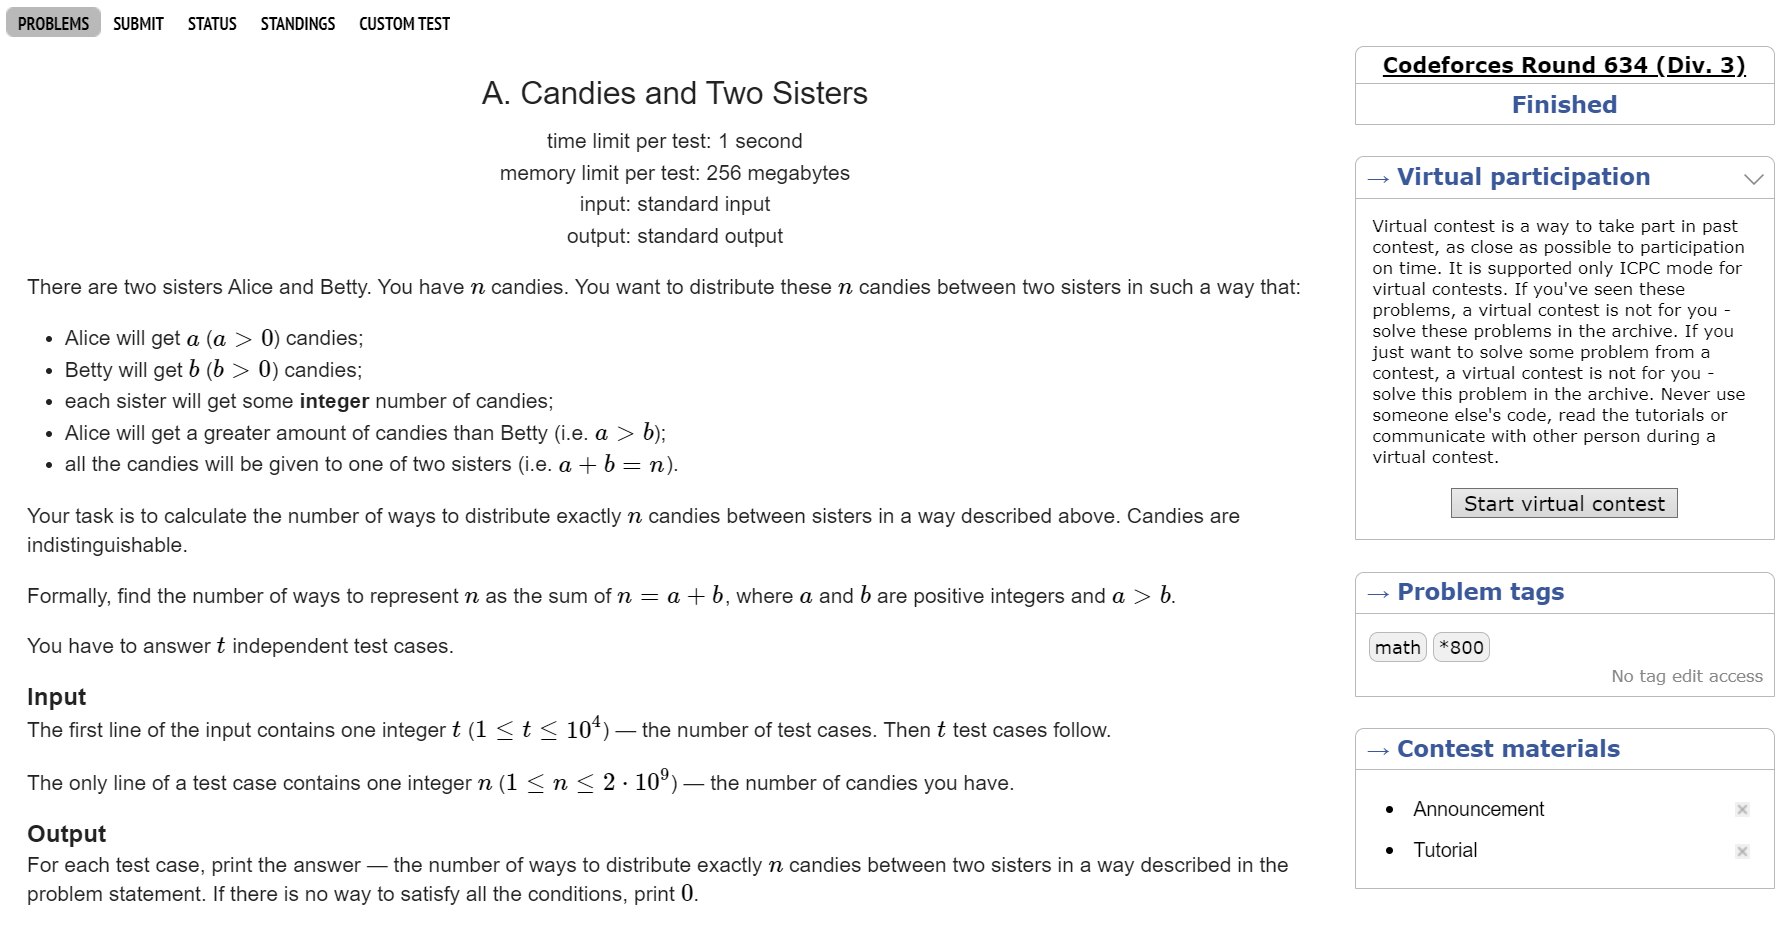 PROBLEMS SUBMIT STATUS STANDINGS CUSTOM TEST
A. Candies and Two Sisters
time limit per test: 1 second
memory limit per test: 256 megabytes
input: standard input
output: standard output
There are two sisters Alice and Betty. You have n candies. You want to distribute these n candies between two sisters in such a way that:
• Alice will get a (a > 0) candies;
• Betty will get b (b > 0) candies;
• each sister will get some integer number of candies;
• Alice will get a greater amount of candies than Betty (i.e. a > b);
• all the candies will be given to one of two sisters (i.e. a + b = n).
Your task is to calculate the number of ways to distribute exactly n candies between sisters in a way described above. Candies are
indistinguishable.
Formally, find the number of ways to represent n as the sum of n = a + b, where a and b are positive integers and a > b.
You have to answer t independent test cases.
Input
The first line of the input contains one integer t (1 ≤ t ≤ 10⁴) — the number of test cases. Then t test cases follow.
The only line of a test case contains one integer n (1 ≤ n ≤ 2 · 10⁹) — the number of candies you have.
Output
For each test case, print the answer — the number of ways to distribute exactly n candies between two sisters in a way described in the
problem statement. If there is no way to satisfy all the conditions, print 0.
Codeforces Round 634 (Div. 3)
Finished
→ Virtual participation
Virtual contest is a way to take part in past
contest, as close as possible to participation
on time. It is supported only ICPC mode for
virtual contests. If you've seen these
problems, a virtual contest is not for you -
solve these problems in the archive. If you
just want to solve some problem from a
contest, a virtual contest is not for you -
solve this problem in the archive. Never use
someone else's code, read the tutorials or
communicate with other person during a
virtual contest.
Start virtual contest
→ Problem tags
math *800
No tag edit access
→ Contest materials
• Announcement
• Tutorial